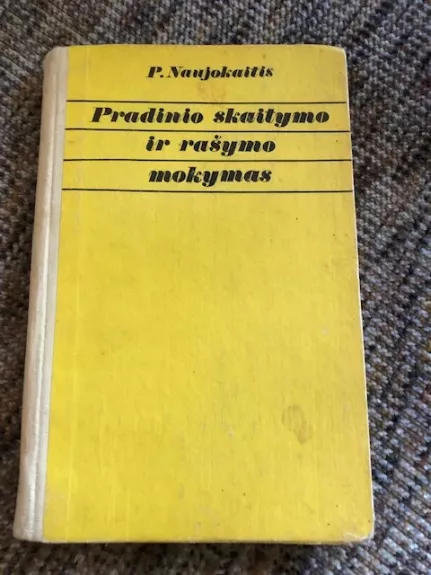 P. Naujokaitis
Pradinio skaitymo
ir rašymo
mokymas